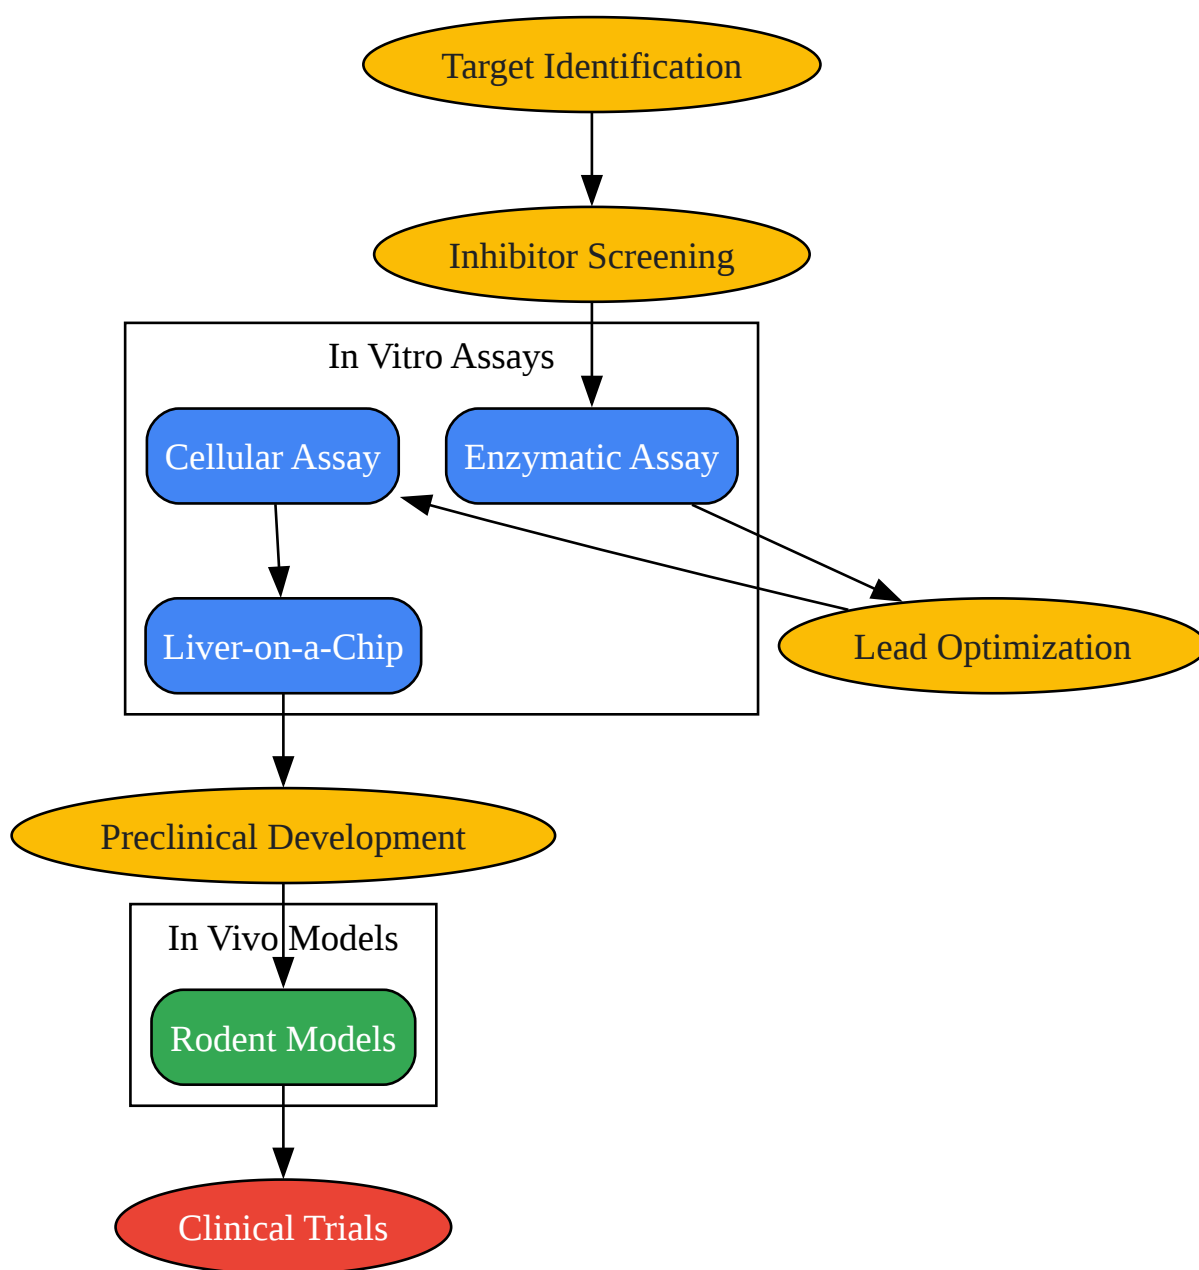 Target Identification
Inhibitor Screening
In Vitro Assays
Cellular Assay
Enzymatic Assay
Liver-on-a-Chip
Lead Optimization
Preclinical Development
In Vivo Models
Rodent Models
Clinical Trials